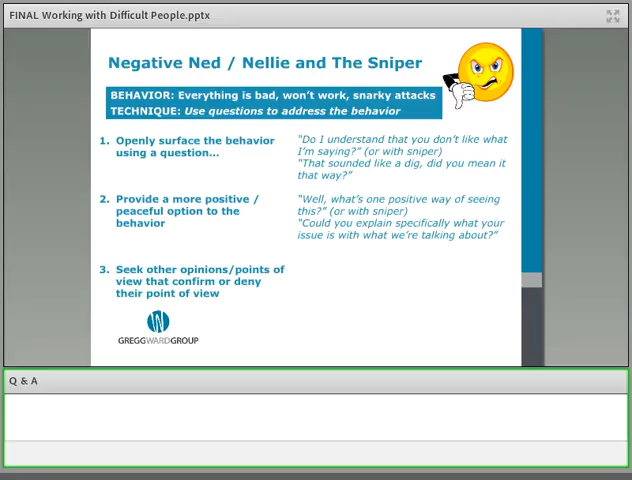 FINAL Working with Difficult People.pptx
Negative Ned / Nellie and The Sniper
BEHAVIOR: Everything is bad, won't work, snarky attacks
TECHNIQUE: Use questions to address the behavior
1. Openly surface the behavior
using a question...
"Do I understand that you don't like what
I'm saying?" (or with sniper)
"That sounded like a dig, did you mean it
that way?"
2. Provide a more positive /
peaceful option to the
behavior
"Well, what's one positive way of seeing
this?" (or with sniper)
"Could you explain specifically what your
issue is with what we're talking about?"
3. Seek other opinions/points of
view that confirm or deny
their point of view
GREGGWARDGROUP
Q & A